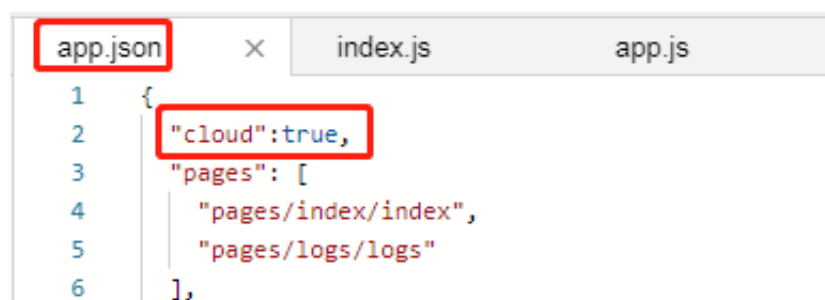 app.json × index.js app.js
1 {
2 "cloud":true,
3 "pages": [
4 "pages/index/index",
5 "pages/logs/logs"
6 ],